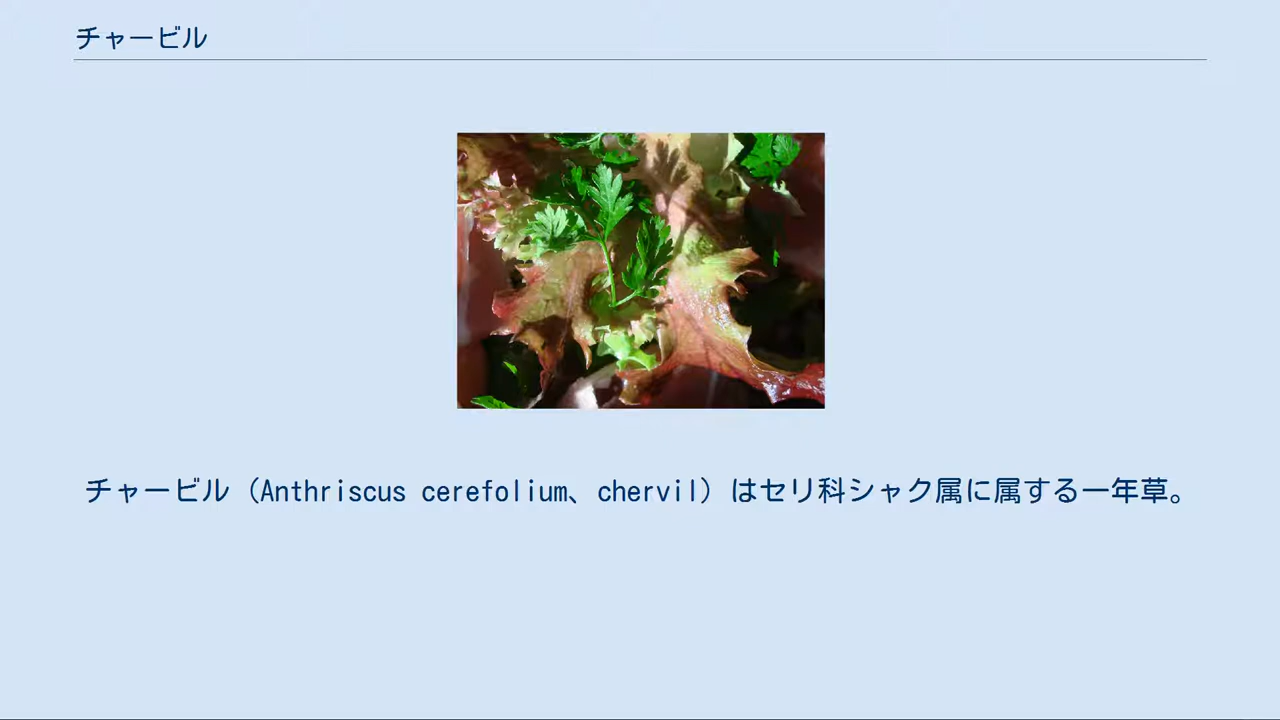 チャービル
チャービル（Anthriscus cerefolium、chervil）はセリ科シャク属に属する一年草。